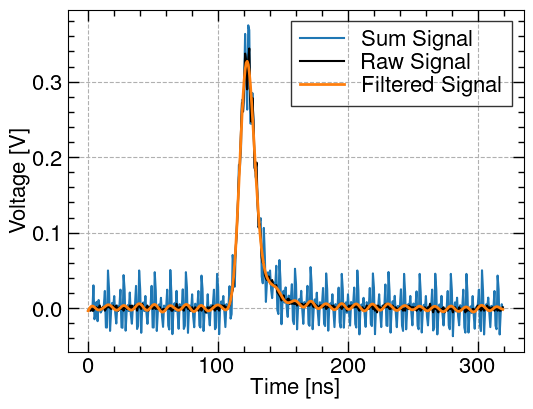 Sum Signal
Raw Signal
Filtered Signal
Voltage [V]
0.3
0.2
0.1
0.0
0
100
200
300
Time [ns]